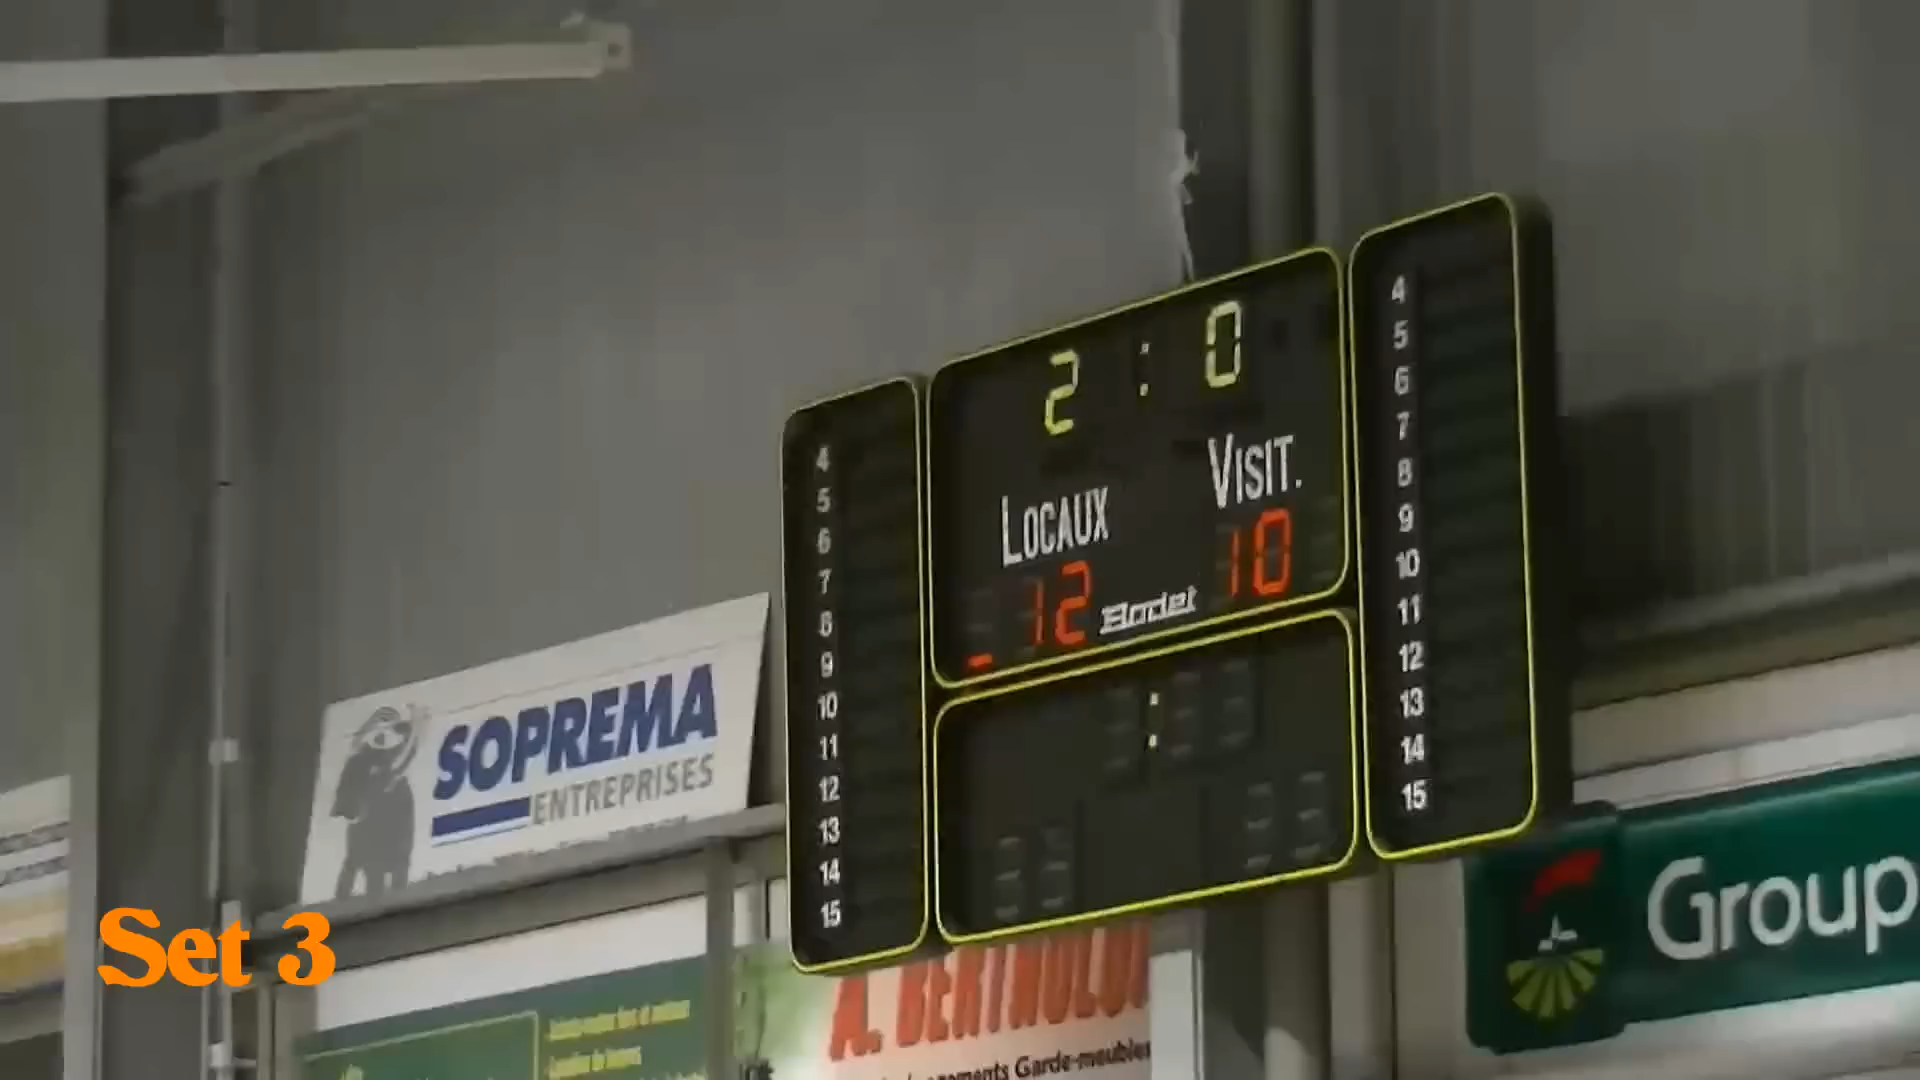 2 : 0
LOCAUX VISIT.
12 Bodet 10
4
5
6
7
8
9
10
11
12
13
14
15
4
5
6
7
8
9
10
11
12
13
14
15
SOPREMA
ENTREPRISES
Set 3
Group
A. BERTHOLO
Garde-meubles